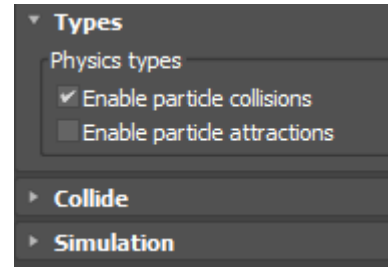 Types
Physics types
Enable particle collisions
Enable particle attractions
Collide
Simulation